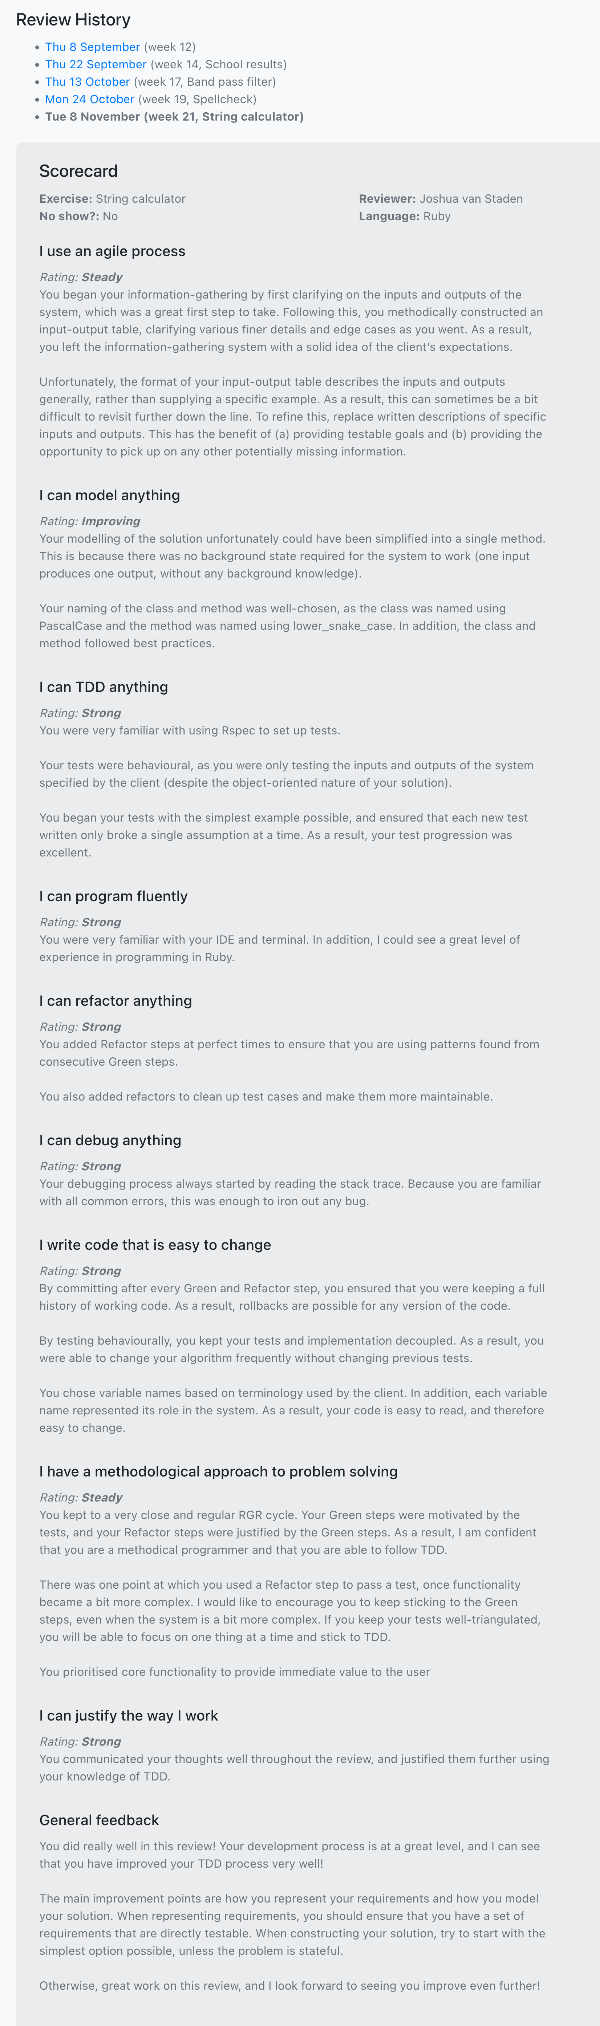 Review History
• Thu 8 September (week 12)
• Thu 22 September (week 14, School results)
• Thu 13 October (week 17, Band pass filter)
• Mon 24 October (week 19, Spellcheck)
• Tue 8 November (week 21, String calculator)
Scorecard
Exercise: String calculator
Reviewer: Joshua van Staden
No show?: No
Language: Ruby
I use an agile process
Rating: Steady
You began your information-gathering by first clarifying on the inputs and outputs of the
system, which was a great first step to take. Following this, you methodically constructed an
input-output table, clarifying various finer details and edge cases as you went. As a result,
you left the information-gathering system with a solid idea of the client's expectations.
Unfortunately, the format of your input-output table describes the inputs and outputs
generally, rather than supplying a specific example. As a result, this can sometimes be a bit
difficult to revisit further down the line. To refine this, replace written descriptions of specific
inputs and outputs. This has the benefit of (a) providing testable goals and (b) providing the
opportunity to pick up on any other potentially missing information.
I can model anything
Rating: Improving
Your modelling of the solution unfortunately could have been simplified into a single method.
This is because there was no background state required for the system to work (one input
produces one output, without any background knowledge).
Your naming of the class and method was well-chosen, as the class was named using
PascalCase and the method was named using lower_snake_case. In addition, the class and
method followed best practices.
I can TDD anything
Rating: Strong
You were very familiar with using Rspec to set up tests.
Your tests were behavioural, as you were only testing the inputs and outputs of the system
specified by the client (despite the object-oriented nature of your solution).
You began your tests with the simplest example possible, and ensured that each new test
written only broke a single assumption at a time. As a result, your test progression was
excellent.
I can program fluently
Rating: Strong
You were very familiar with your IDE and terminal. In addition, I could see a great level of
experience in programming in Ruby.
I can refactor anything
Rating: Strong
You added Refactor steps at perfect times to ensure that you are using patterns found from
consecutive Green steps.
You also added refactors to clean up test cases and make them more maintainable.
I can debug anything
Rating: Strong
Your debugging process always started by reading the stack trace. Because you are familiar
with all common errors, this was enough to iron out any bug.
I write code that is easy to change
Rating: Strong
By committing after every Green and Refactor step, you ensured that you were keeping a full
history of working code. As a result, rollbacks are possible for any version of the code.
By testing behaviourally, you kept your tests and implementation decoupled. As a result, you
were able to change your algorithm frequently without changing previous tests.
You chose variable names based on terminology used by the client. In addition, each variable
name represented its role in the system. As a result, your code is easy to read, and therefore
easy to change.
I have a methodological approach to problem solving
Rating: Steady
You kept to a very close and regular RGR cycle. Your Green steps were motivated by the
tests, and your Refactor steps were justified by the Green steps. As a result, I am confident
that you are a methodical programmer and that you are able to follow TDD.
There was one point at which you used a Refactor step to pass a test, once functionality
became a bit more complex. I would like to encourage you to keep sticking to the Green
steps, even when the system is a bit more complex. If you keep your tests well-triangulated,
you will be able to focus on one thing at a time and stick to TDD.
You prioritised core functionality to provide immediate value to the user
I can justify the way I work
Rating: Strong
You communicated your thoughts well throughout the review, and justified them further using
your knowledge of TDD.
General feedback
You did really well in this review! Your development process is at a great level, and I can see
that you have improved your TDD process very well!
The main improvement points are how you represent your requirements and how you model
your solution. When representing requirements, you should ensure that you have a set of
requirements that are directly testable. When constructing your solution, try to start with the
simplest option possible, unless the problem is stateful.
Otherwise, great work on this review, and I look forward to seeing you improve even further!